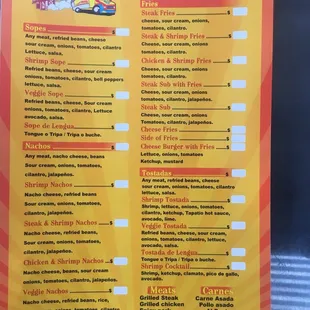 Sopes $
Any meat, refried beans, cheese
sour cream, onions, tomatoes, cilantro
Lettuce, salsa.
Shrimp Sope $
Refried beans, cheese, sour cream
onions, tomatoes, cilantro, bell peppers
lettuce, salsa.
Veggie Sope $
Refried beans, cheese, Sour cream
onions, tomatoes, cilantro, Lettuce
avocado, salsa.
Sope de Lengua $
Tongue o Tripa / Tripa o buche.
Nachos $
Any meat, nacho cheese, beans
Sour cream, onions, tomatoes,
cilantro, jalapeños.
Shrimp Nachos $
Nacho cheese, refried beans
Sour cream, onions, tomatoes,
cilantro, jalapeños.
Steak & Shrimp Nachos $
Nacho cheese, refried beans,
Sour cream, onions, tomatoes,
cilantro, jalapeños.
Chicken & Shrimp Nachos $
Nacho cheese, beans, sour cream,
onions, tomatoes, cilantro, jalapeños.
Veggie Nachos $
Nacho cheese, refried beans, rice,
Fries
Steak Fries $
cheese, sour cream, onions,
tomatoes, cilantro.
Steak & Shrimp Fries $
Cheese, sour cream, onions
tomatoes, cilantro.
Chicken & Shrimp Fries $
Cheese, sour cream, onions
tomatoes, cilantro.
Steak Sub with Fries $
Cheese, sour cream, onions
Tomatoes, cilantro, jalapeños.
Steak Sub $
Cheese, sour cream, onions
Tomatoes, cilantro, jalapeños.
Cheese Fries $
Side of Fries $
Cheese Burger with Fries $
Lettuce, onions, tomatoes
Ketchup, mustard
Tostadas $
Any meat, refried beans, cheese,
sour cream, onions, tomatoes, cilantro, lettuce,
salsa.
Shrimp Tostada $
Shrimp, lettuce, onions, tomatoes,
cilantro, ketchup, Tapatio hot sauce,
avocado, lime.
Veggie Tostada $
Refried beans, cheese, sour cream,
onions, tomatoes, cilantro, lettuce,
avocado, salsa.
Tostada de Lengua $
Tongue o Tripa / Tripa o buche.
Shrimp Cocktail $
Shrimp, ketchup, clamato, pico de gallo,
avocado.
Meats
Grilled Steak
Grilled chicken
Carnes
Carne Asada
Pollo asado